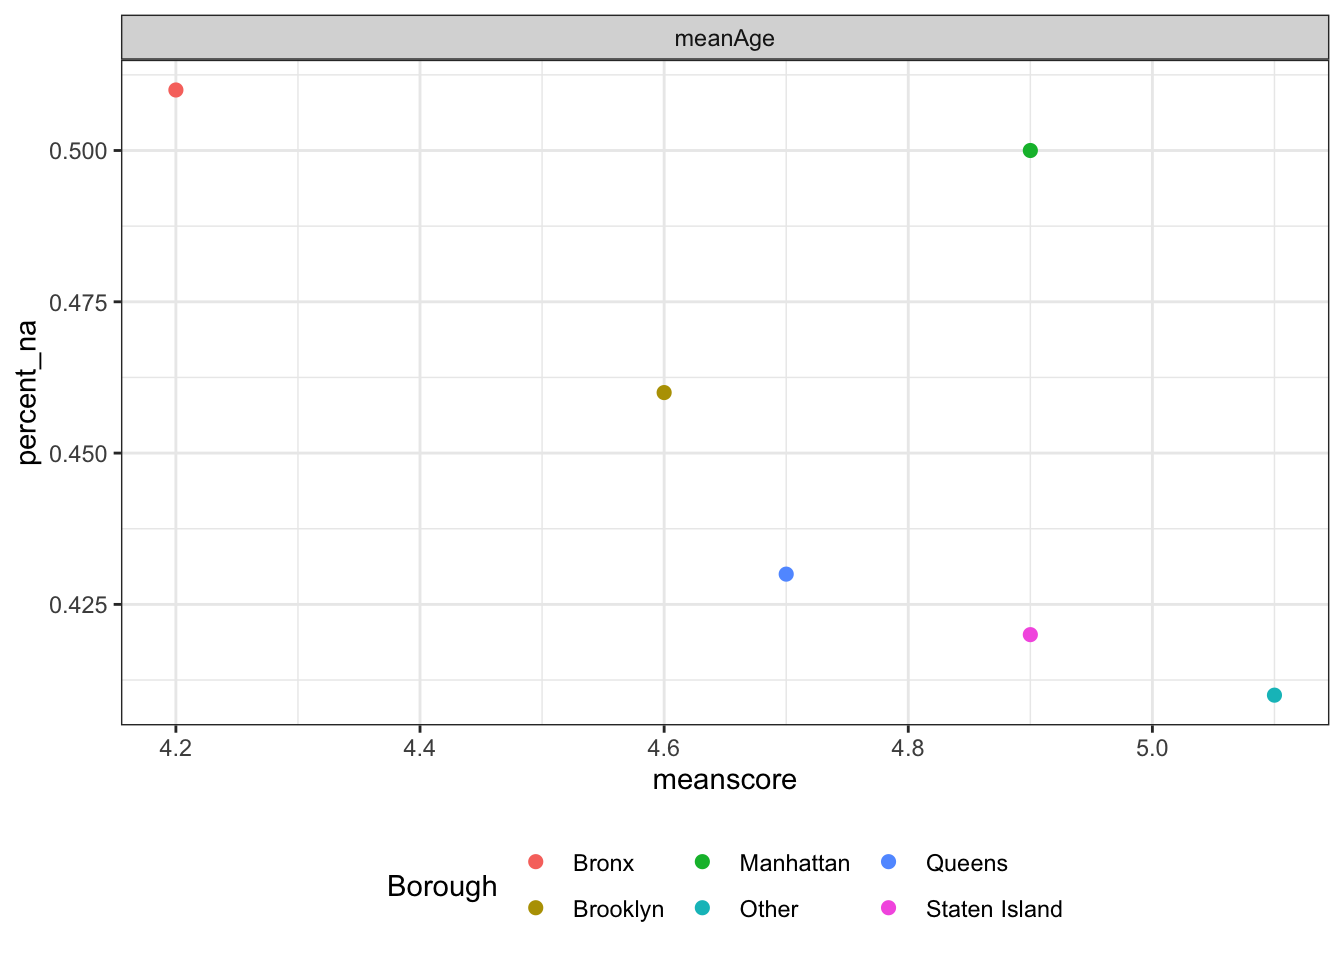 meanAge
0.500
0.475
0.450
0.425
percent_na
4.2 4.4 4.6 4.8 5.0
meanscore
Borough
Bronx Manhattan Queens
Brooklyn Other Staten Island